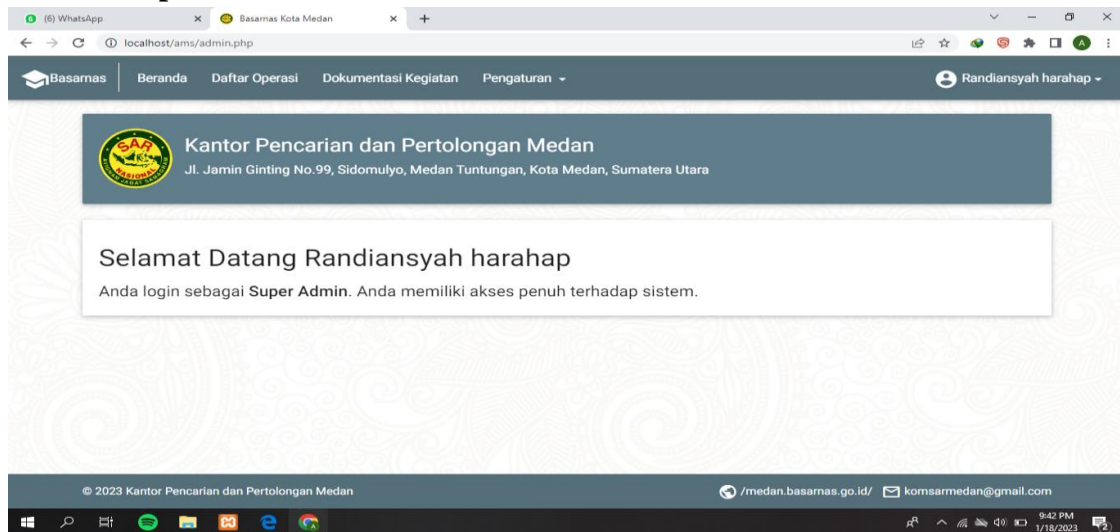 (6) WhatsApp
Basarnas Kota Medan
localhost/ams/admin.php
A
Basarnas
Beranda
Daftar Operasi
Dokumentasi Kegiatan
Pengaturan
Randiansyah harahap
SAR
NASIONAL
Kantor Pencarian dan Pertolongan Medan
Jl. Jamin Ginting No.99, Sidomulyo, Medan Tuntungan, Kota Medan, Sumatera Utara
Selamat Datang Randiansyah harahap
Anda login sebagai Super Admin. Anda memiliki akses penuh terhadap sistem.
© 2023 Kantor Pencarian dan Pertolongan Medan
/medan.basarnas.go.id/
komsarmedan@gmail.com
9:42 PM
1/18/2023